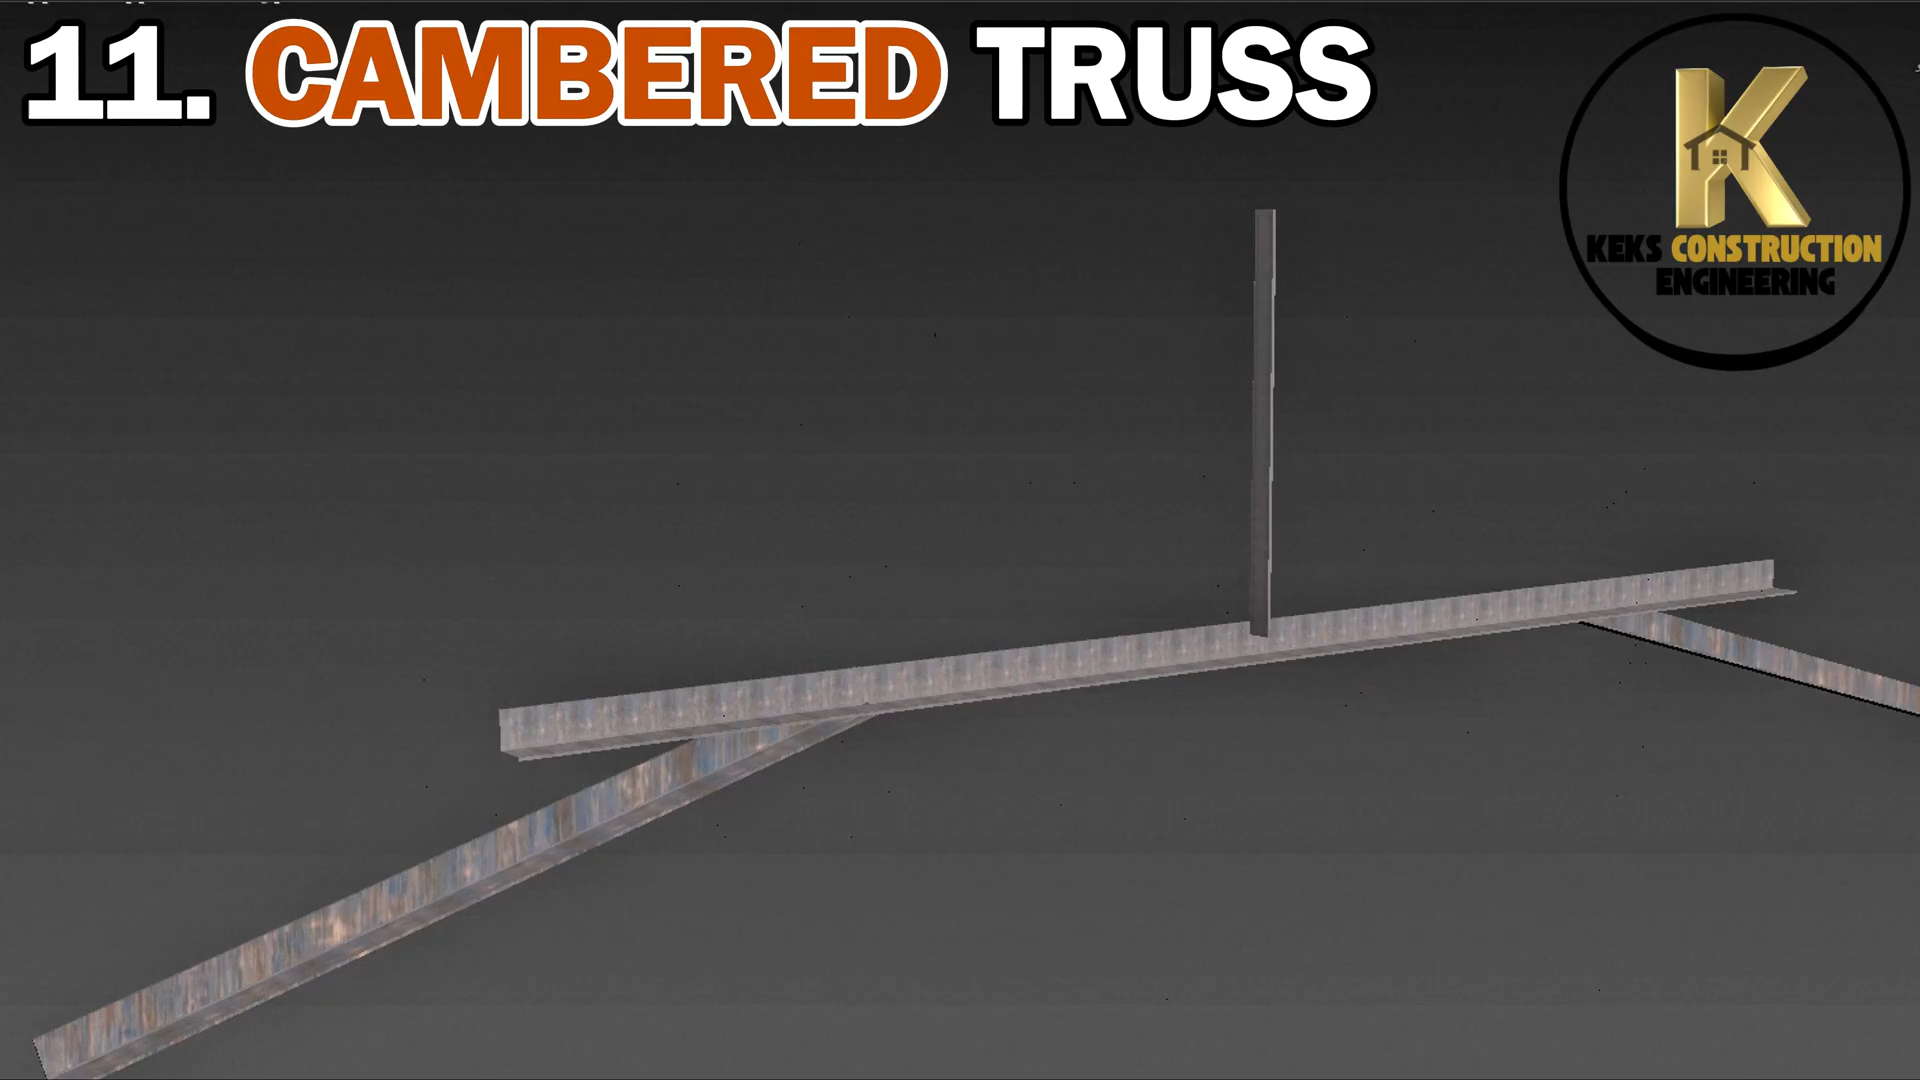 11. CAMBERED TRUSS
K
KEKS CONSTRUCTION
ENGINEERING